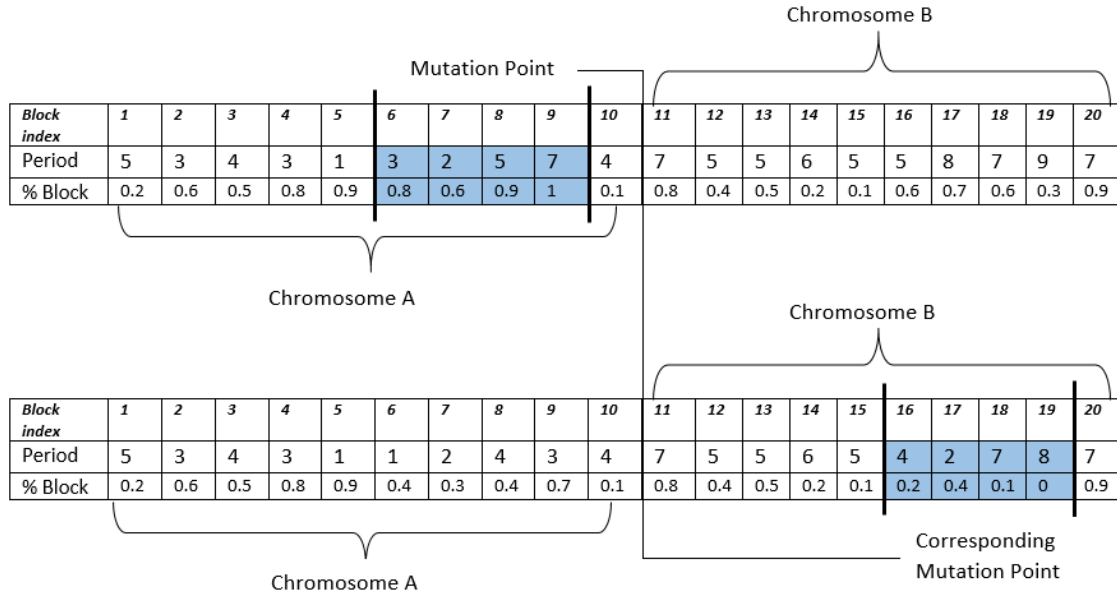 Chromosome B
Mutation Point
Block index 1 2 3 4 5 6 7 8 9 10 11 12 13 14 15 16 17 18 19 20
Period 5 3 4 3 1 3 2 5 7 4 7 5 5 6 5 5 8 7 9 7
% Block 0.2 0.6 0.5 0.8 0.9 0.8 0.6 0.9 1 0.1 0.8 0.4 0.5 0.2 0.1 0.6 0.7 0.6 0.3 0.9
Chromosome A
Chromosome B
Block index 1 2 3 4 5 6 7 8 9 10 11 12 13 14 15 16 17 18 19 20
Period 5 3 4 3 1 1 2 4 3 4 7 5 5 6 5 4 2 7 8 7
% Block 0.2 0.6 0.5 0.8 0.9 0.4 0.3 0.4 0.7 0.1 0.8 0.4 0.5 0.2 0.1 0.2 0.4 0.1 0 0.9
Chromosome A
Corresponding
Mutation Point